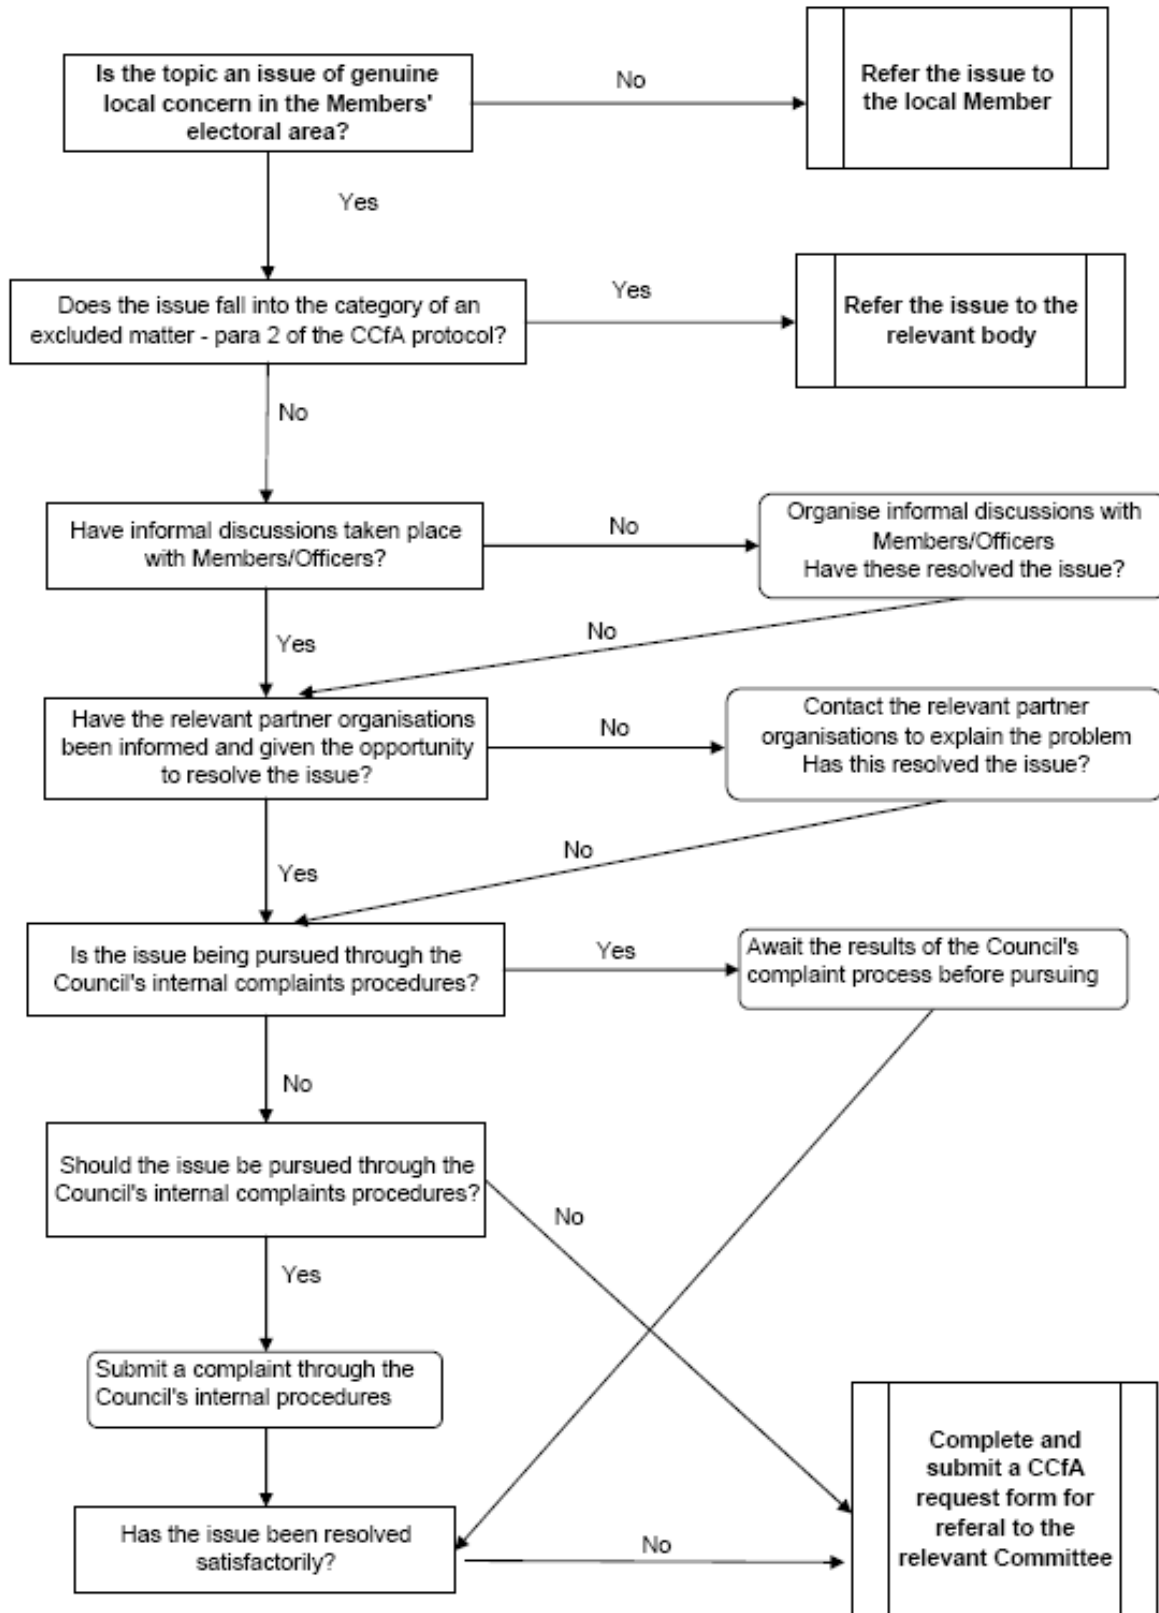 Is the topic an issue of genuine
local concern in the Members'
electoral area?
No
Refer the issue to
the local Member
Yes
Does the issue fall into the category of an
excluded matter - para 2 of the CCfA protocol?
Yes
Refer the issue to the
relevant body
No
Have informal discussions taken place
with Members/Officers?
No
Organise informal discussions with
Members/Officers
Have these resolved the issue?
Yes
No
Have the relevant partner organisations
been informed and given the opportunity
to resolve the issue?
No
Contact the relevant partner
organisations to explain the problem
Has this resolved the issue?
Yes
No
Is the issue being pursued through the
Council's internal complaints procedures?
Yes
Await the results of the Council's
complaint process before pursuing
No
Should the issue be pursued through the
Council's internal complaints procedures?
No
Yes
Submit a complaint through the
Council's internal procedures
Has the issue been resolved
satisfactorily?
No
Complete and
submit a CCfA
request form for
referal to the
relevant Committee